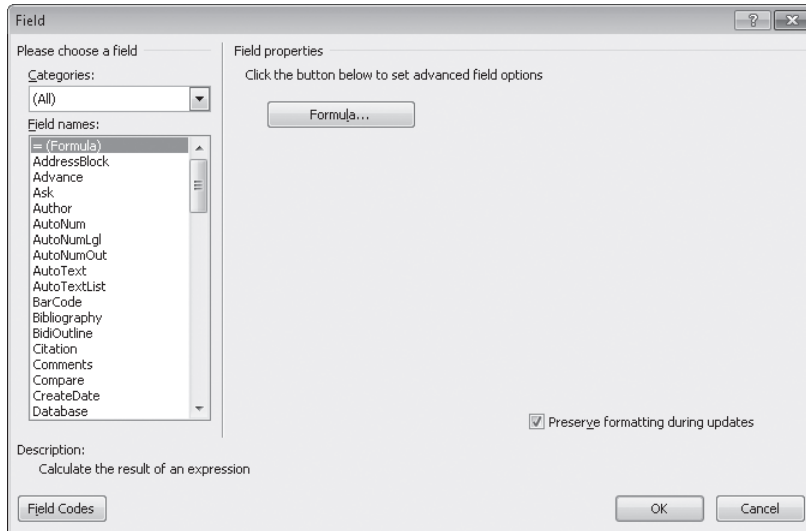 Field
Please choose a field
Categories:
(All)
Field names:
= (Formula)
AddressBlock
Advance
Ask
Author
AutoNum
AutoNumLgl
AutoNumOut
AutoText
AutoTextList
BarCode
Bibliography
BidiOutline
Citation
Comments
Compare
CreateDate
Database
Field properties
Click the button below to set advanced field options
Formula...
Preserve formatting during updates
Description:
Calculate the result of an expression
Field Codes
OK
Cancel